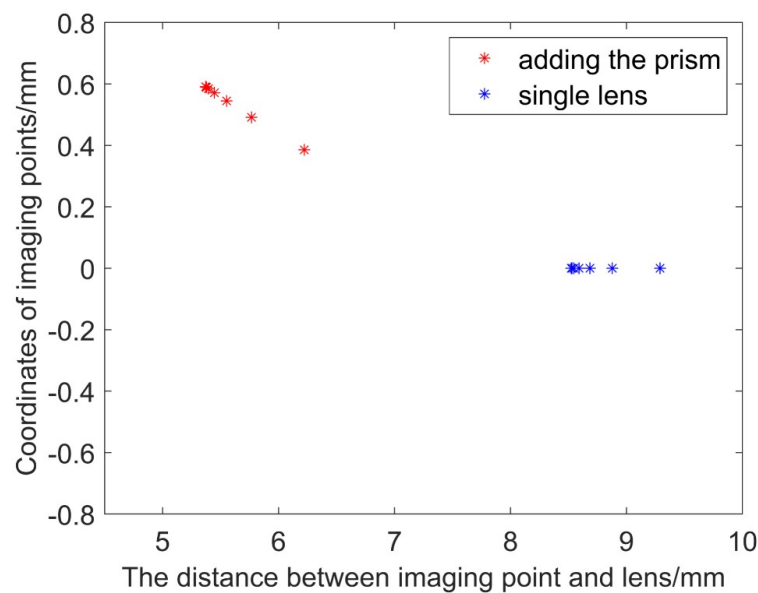 Coordinates of imaging points/mm
0.8
0.6
0.4
0.2
0
-0.2
-0.4
-0.6
-0.8
adding the prism
single lens
5 6 7 8 9 10
The distance between imaging point and lens/mm